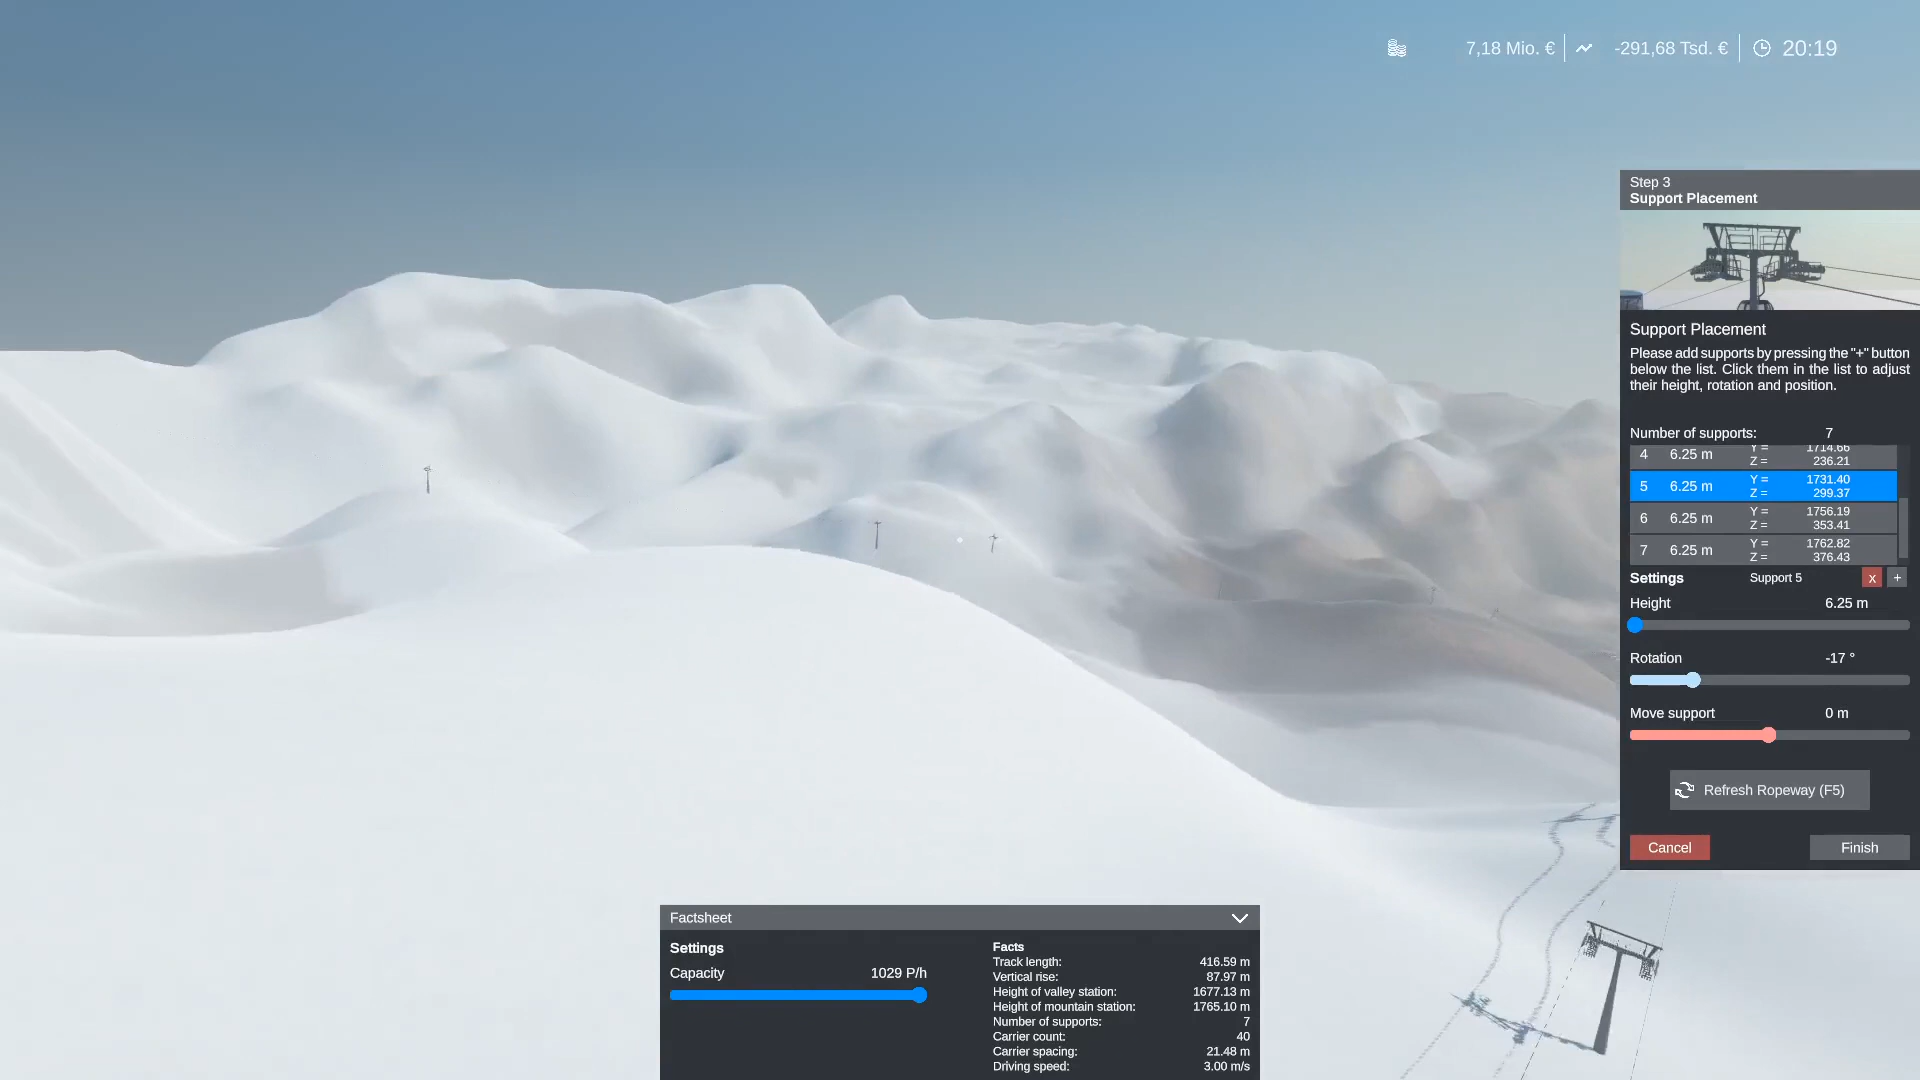 7,18 Mio. € -291,68 Tsd. € 20:19
Step 3
Support Placement
Support Placement
Please add supports by pressing the "+" button
below the list. Click them in the list to adjust
their height, rotation and position.
Number of supports: 7
4 6.25 m Y = 1714.66
Z = 236.21
5 6.25 m Y = 1731.40
Z = 299.37
6 6.25 m Y = 1756.19
Z = 353.41
7 6.25 m Y = 1762.82
Z = 376.43
Settings Support 5 x +
Height 6.25 m
Rotation -17 °
Move support 0 m
Refresh Ropeway (F5)
Cancel Finish
Factsheet
Settings
Capacity 1029 P/h
Facts
Track length: 416.59 m
Vertical rise: 87.97 m
Height of valley station: 1677.13 m
Height of mountain station: 1765.10 m
Number of supports: 7
Carrier count: 40
Carrier spacing: 21.48 m
Driving speed: 3.00 m/s